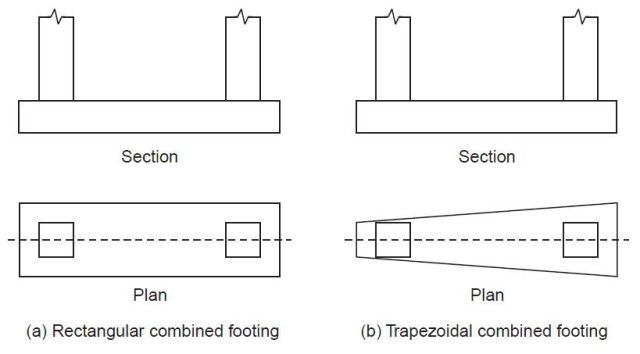 Section
Section
Plan
Plan
(a) Rectangular combined footing
(b) Trapezoidal combined footing